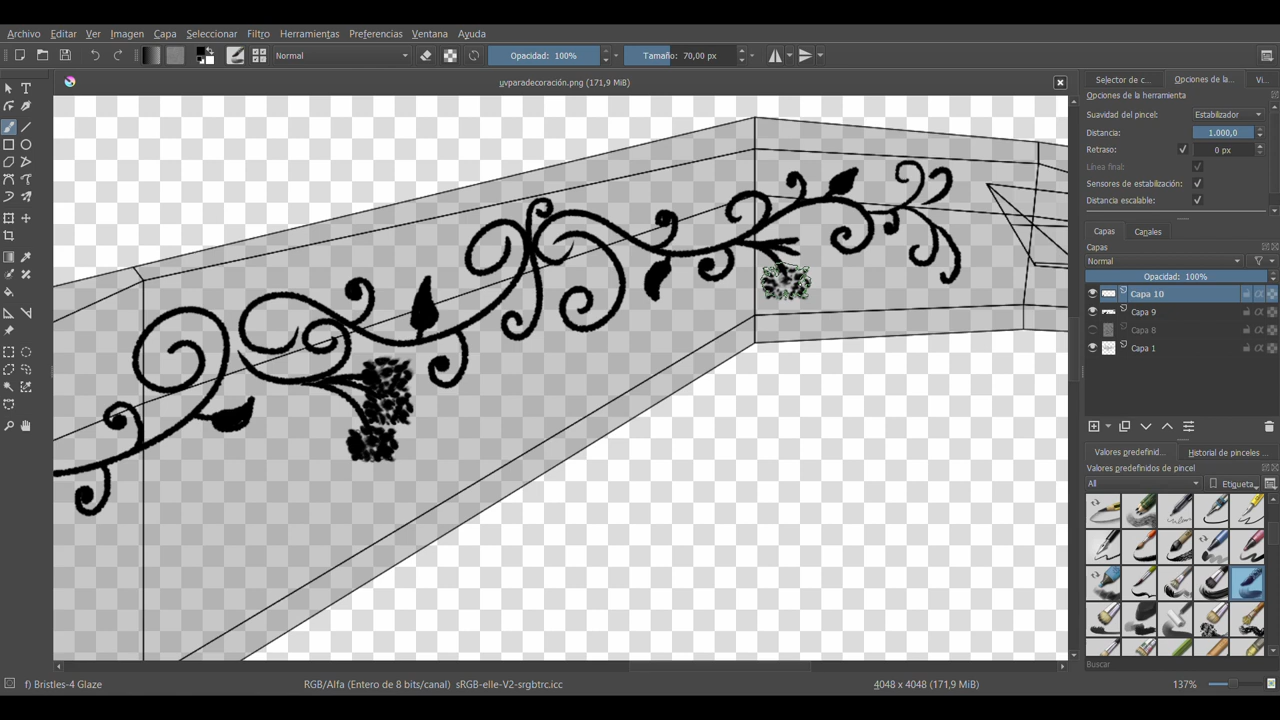 Archivo Editar Ver Imagen Capa Seleccionar Filtro Herramientas Preferencias Ventana Ayuda
Normal Opacidad: 100% Tamaño: 70,00 px
uvparadecoración.png (171,9 MiB)
Selector de c... Opciones de la... Vi...
Opciones de la herramienta
Suavidad del pincel: Estabilizador
Distancia: 1.000,0
Retraso: 0 px
Línea final:
Sensores de estabilización:
Distancia escalable:
Capas Canales
Capas
Normal
Opacidad: 100%
Capa 10
Capa 9
Capa 8
Capa 1
Valores predefinid... Historial de pinceles ...
Valores predefinidos de pincel
All Etiqueta
Buscar
f) Bristles-4 Glaze RGB/Alfa (Entero de 8 bits/canal) sRGB-elle-V2-srgbtrc.icc 4048 x 4048 (171,9 MiB) 137%